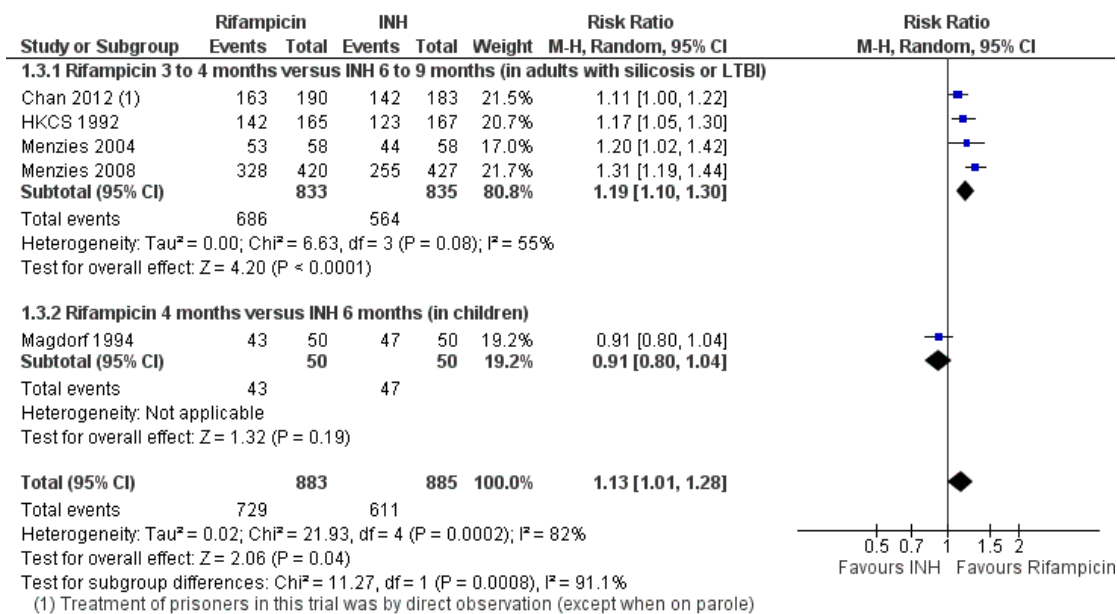 Rifampicin INH Risk Ratio Risk Ratio
Study or Subgroup Events Total Events Total Weight M-H, Random, 95% CI M-H, Random, 95% CI
1.3.1 Rifampicin 3 to 4 months versus INH 6 to 9 months (in adults with silicosis or LTBI)
Chan 2012 (1) 163 190 142 183 21.5% 1.11 [1.00, 1.22]
HKCS 1992 142 165 123 167 20.7% 1.17 [1.05, 1.30]
Menzies 2004 53 58 44 58 17.0% 1.20 [1.02, 1.42]
Menzies 2008 328 420 255 427 21.7% 1.31 [1.19, 1.44]
Subtotal (95% CI) 833 835 80.8% 1.19 [1.10, 1.30]
Total events 686 564
Heterogeneity: Tau² = 0.00; Chi² = 6.63, df = 3 (P = 0.08); I² = 55%
Test for overall effect: Z = 4.20 (P < 0.0001)
1.3.2 Rifampicin 4 months versus INH 6 months (in children)
Magdorf 1994 43 50 47 50 19.2% 0.91 [0.80, 1.04]
Subtotal (95% CI) 50 50 19.2% 0.91 [0.80, 1.04]
Total events 43 47
Heterogeneity: Not applicable
Test for overall effect: Z = 1.32 (P = 0.19)
Total (95% CI) 883 885 100.0% 1.13 [1.01, 1.28]
Total events 729 611
Heterogeneity: Tau² = 0.02; Chi² = 21.93, df = 4 (P = 0.0002); I² = 82%
Test for overall effect: Z = 2.06 (P = 0.04)
Test for subgroup differences: Chi² = 11.27, df = 1 (P = 0.0008), I² = 91.1%
(1) Treatment of prisoners in this trial was by direct observation (except when on parole)
0.5 0.7 1 1.5 2
Favours INH Favours Rifampicin